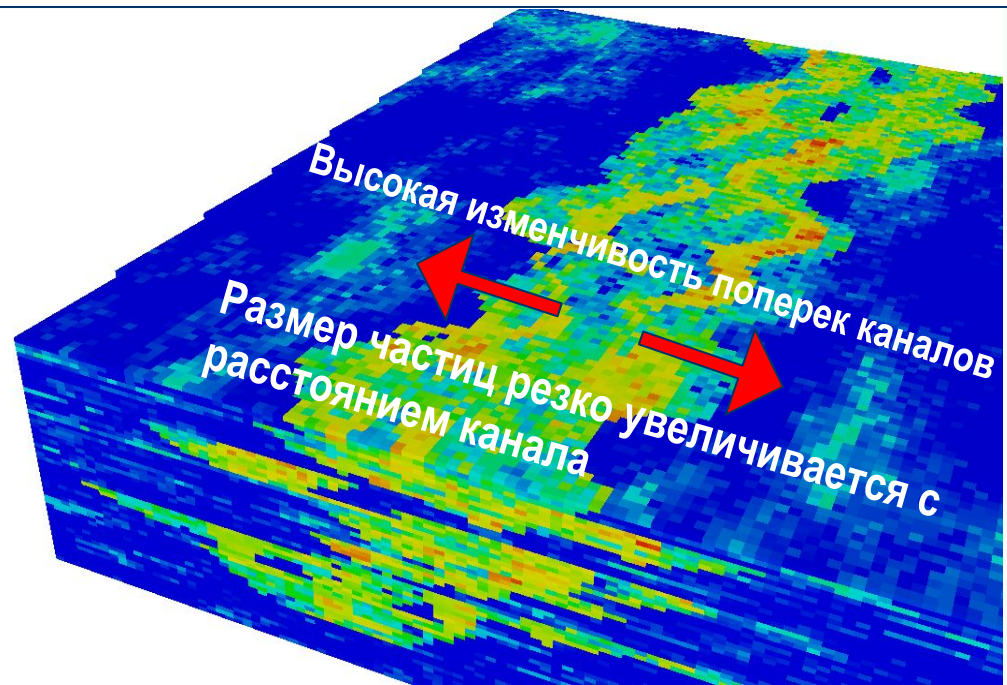 Высокая изменчивость поперек каналов
Размер частиц резко увеличивается с
расстоянием канала